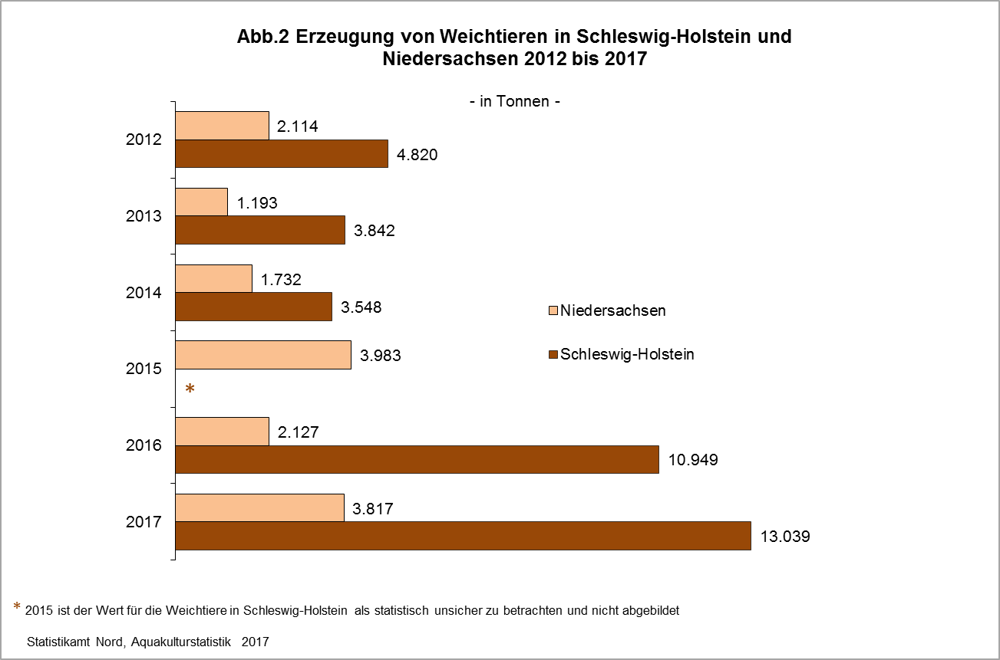 Abb.2 Erzeugung von Weichtieren in Schleswig-Holstein und
Niedersachsen 2012 bis 2017
- in Tonnen -
2012
2.114
4.820
2013
1.193
3.842
2014
1.732
3.548
Niedersachsen
Schleswig-Holstein
2015
3.983
*
2016
2.127
10.949
2017
3.817
13.039
* 2015 ist der Wert für die Weichtiere in Schleswig-Holstein als statistisch unsicher zu betrachten und nicht abgebildet
Statistikamt Nord, Aquakulturstatistik 2017